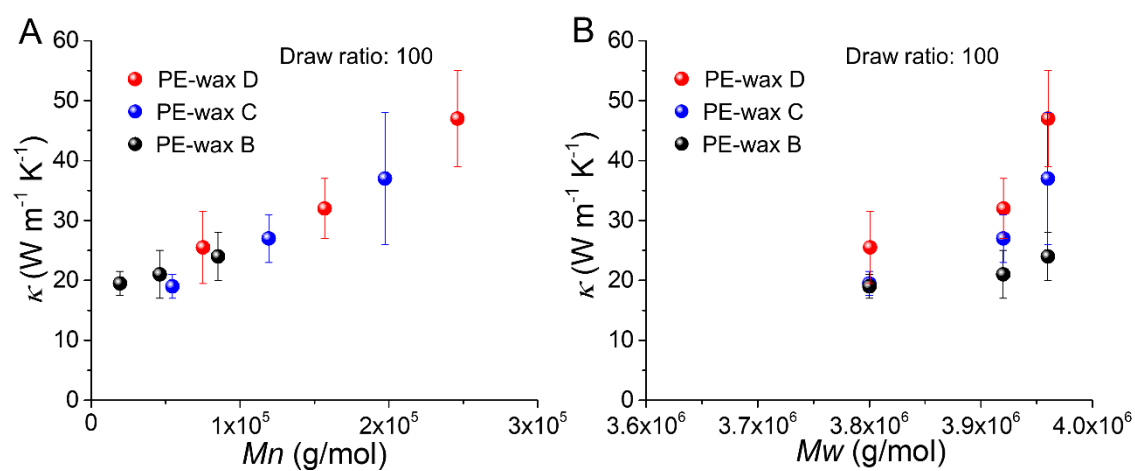 A
Draw ratio: 100
PE-wax D
PE-wax C
PE-wax B
κ (W m⁻¹ K⁻¹)
60
50
40
30
20
10
0
0
1x10⁵
2x10⁵
3x10⁵
Mn (g/mol)
B
Draw ratio: 100
PE-wax D
PE-wax C
PE-wax B
κ (W m⁻¹ K⁻¹)
60
50
40
30
20
10
0
3.6x10⁶
3.7x10⁶
3.8x10⁶
3.9x10⁶
4.0x10⁶
Mw (g/mol)